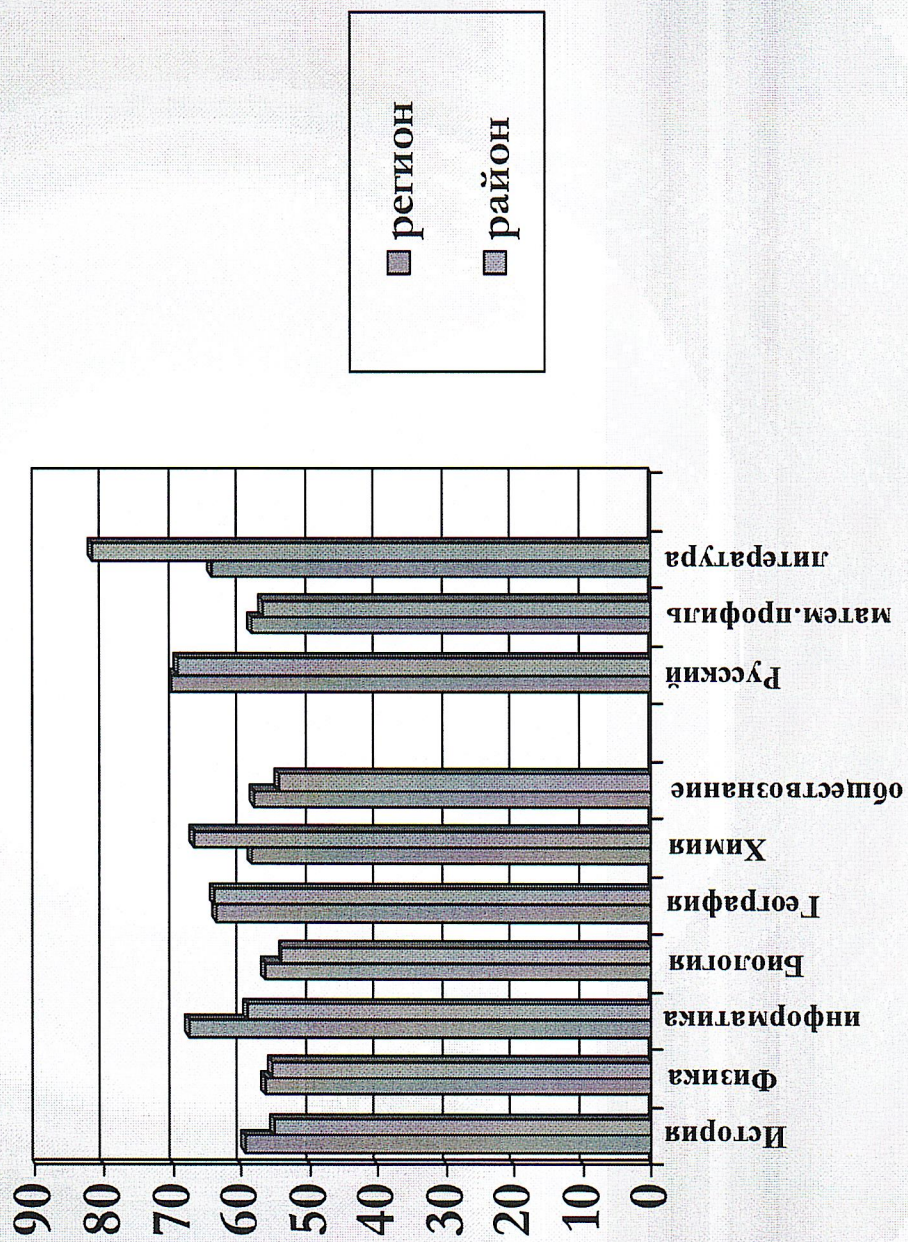 90
80
70
60
50
40
30
20
10
0
История
Физика
информатика
Биология
География
Химия
обществознание
Русский
матем.профиль
литература
регион
район